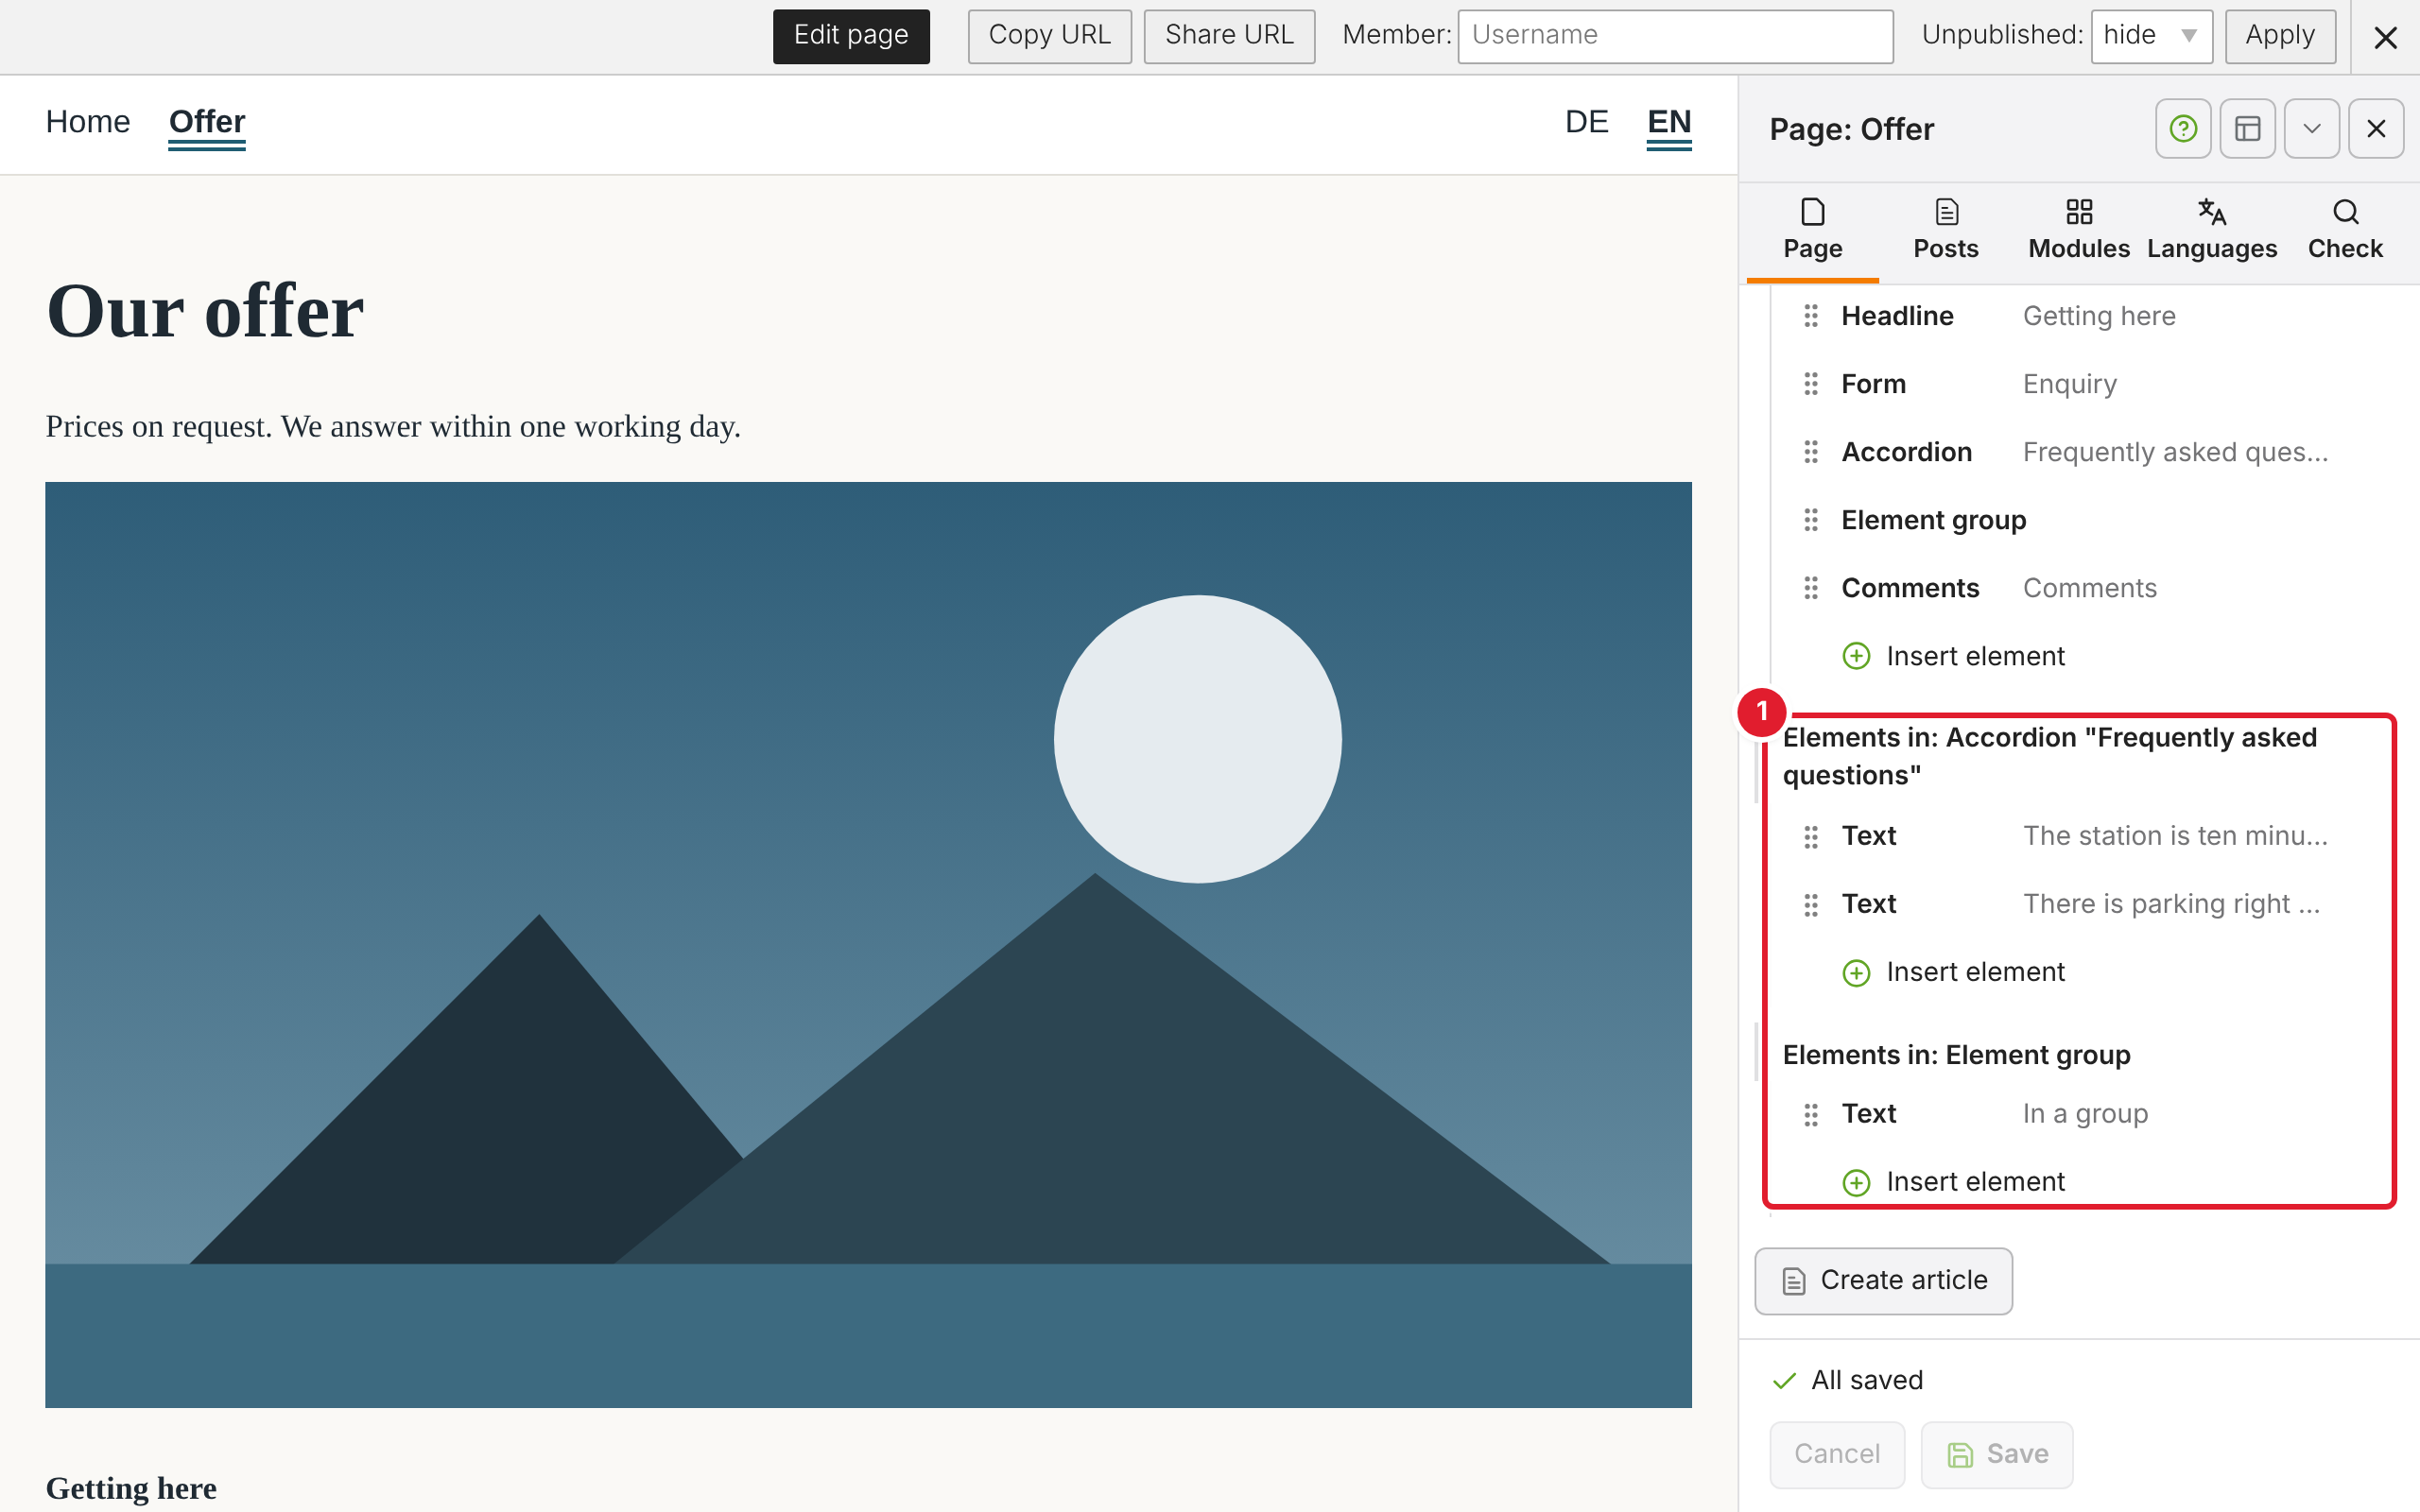 Edit page
Copy URL
Share URL
Member:
Username
Unpublished:
hide
Apply
Home
Offer
DE
EN
Our offer
Prices on request. We answer within one working day.
Getting here
Page: Offer
Page
Posts
Modules
Languages
Check
Headline Getting here
Form Enquiry
Accordion Frequently asked ques...
Element group
Comments Comments
Insert element
1
Elements in: Accordion "Frequently asked
questions"
Text The station is ten minu...
Text There is parking right ...
Insert element
Elements in: Element group
Text In a group
Insert element
Create article
All saved
Cancel
Save